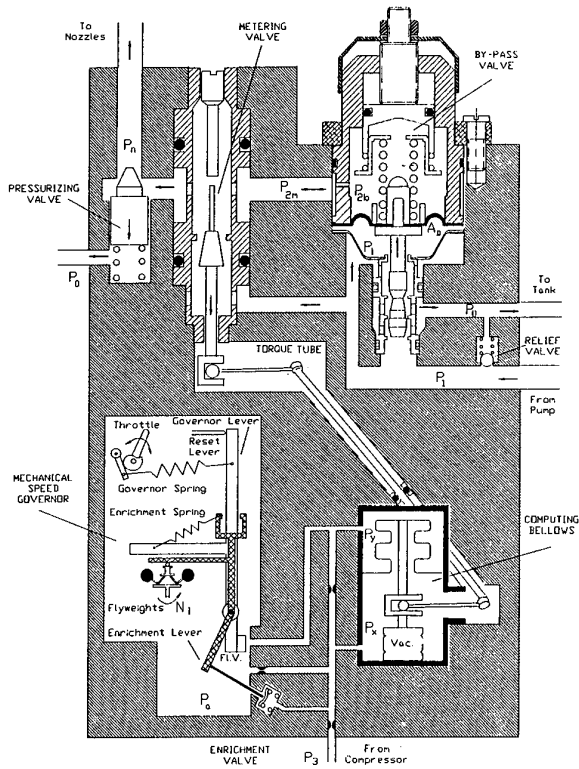 To
Nozzles
METERING
VALVE
BY-PASS
VALVE
Pn
PRESSURIZING
VALVE
P2m
P2b
AD
P1
P0
To
Tank
P0
RELIEF
VALVE
TORQUE TUBE
P1
From
Pump
Throttle
Governor Lever
Reset
Lever
MECHANICAL
SPEED
GOVERNOR
Governor Spring
Enrichment Spring
Py
COMPUTING
BELLOWS
Flyweights
N1
Enrichment Lever
Px
Vac.
Fl.V.
Pa
ENRICHMENT
VALVE
P3
From
Compressor